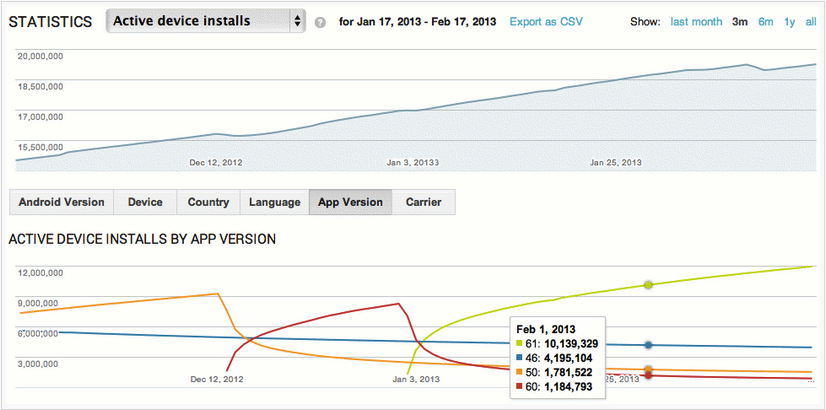 STATISTICS Active device installs ? for Jan 17, 2013 - Feb 17, 2013 Export as CSV Show: last month 3m 6m 1y all
20,000,000
18,500,000
17,000,000
15,500,000
Dec 12, 2012 Jan 3, 20133 Jan 25, 2013
Android Version Device Country Language App Version Carrier
ACTIVE DEVICE INSTALLS BY APP VERSION
12,000,000
9,000,000
6,000,000
3,000,000
Feb 1, 2013
61: 10,139,329
46: 4,195,104
50: 1,781,522
60: 1,184,793
Dec 12, 2012 Jan 3, 2013 25, 2013 ...